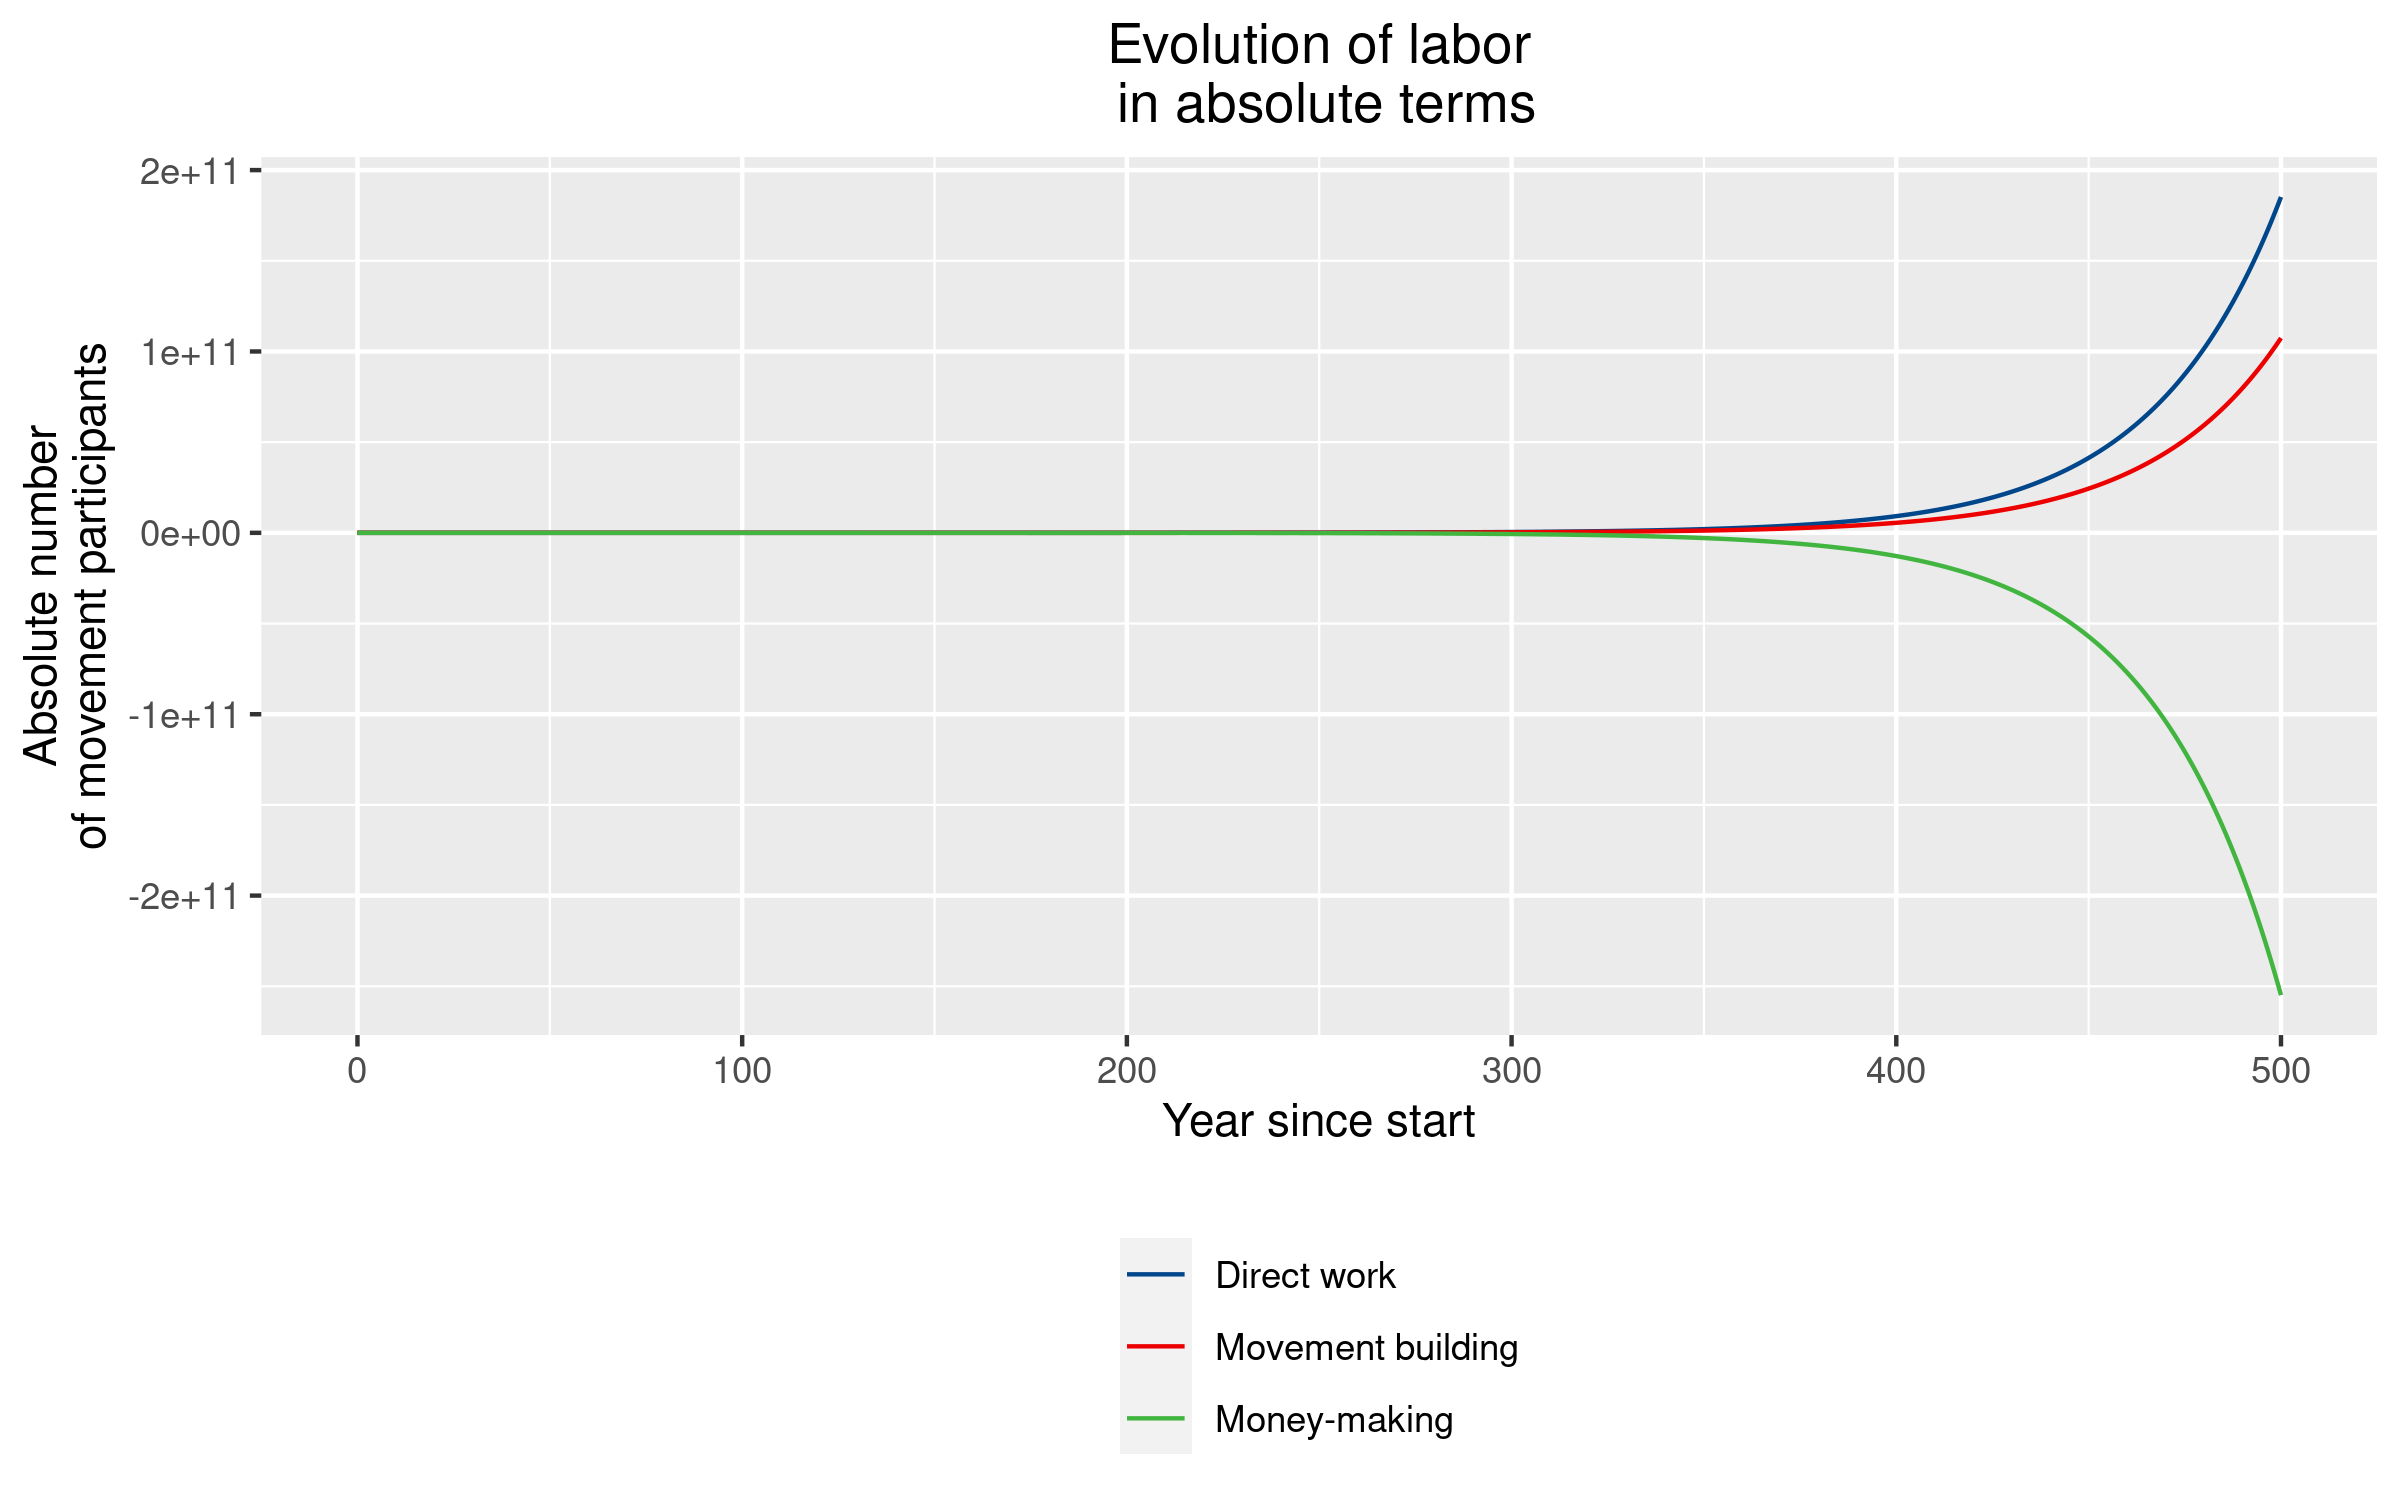 Evolution of labor
in absolute terms
Absolute number
of movement participants
2e+11
1e+11
0e+00
-1e+11
-2e+11
0 100 200 300 400 500
Year since start
Direct work
Movement building
Money-making